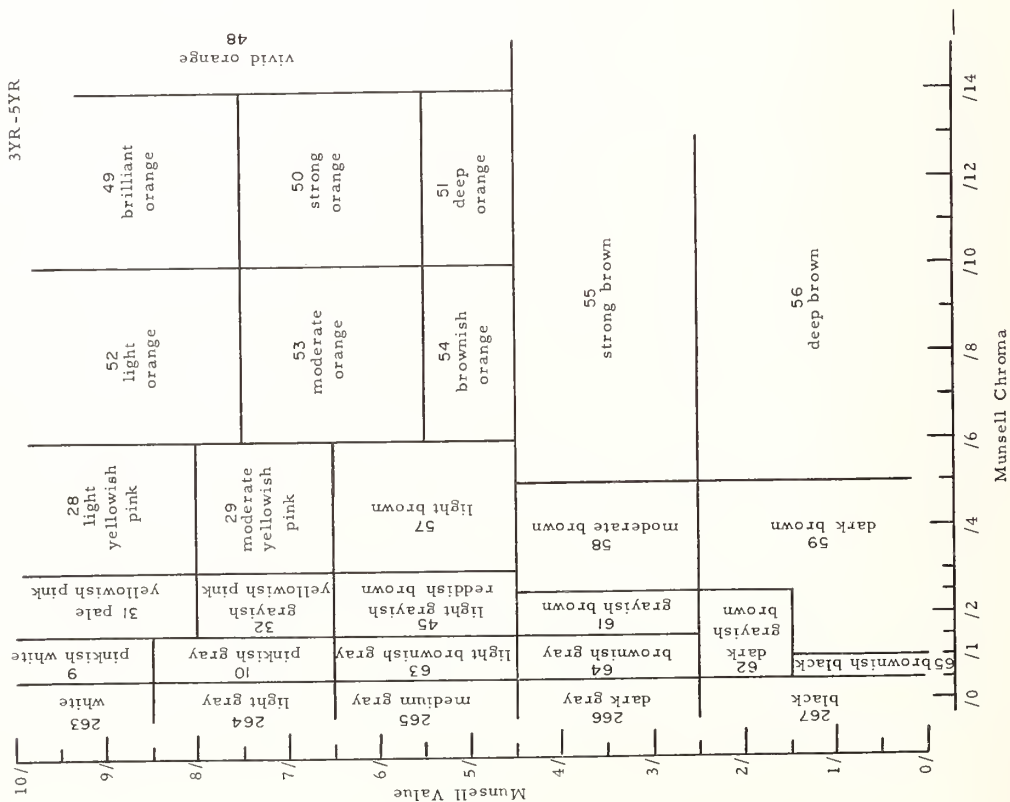 3YR-5YR
48
vivid orange
49
brilliant
orange
50
strong
orange
51
deep
orange
52
light
orange
53
moderate
orange
54
brownish
orange
55
strong brown
56
deep brown
28
light
yellowish
pink
29
moderate
yellowish
pink
57
light brown
58
moderate brown
59
dark brown
31 pale
yellowish pink
32
grayish
yellowish pink
45
light grayish
reddish brown
61
grayish brown
62
dark
grayish
brown
9
pinkish white
10
pinkish gray
63
light brownish gray
64
brownish gray
65 brownish black
263
white
264
light gray
265
medium gray
266
dark gray
267
black
10/
9/
8/
7/
6/
5/
4/
3/
2/
1/
0/
Munsell Value
/0
/1
/2
/4
/6
/8
/10
/12
/14
Munsell Chroma